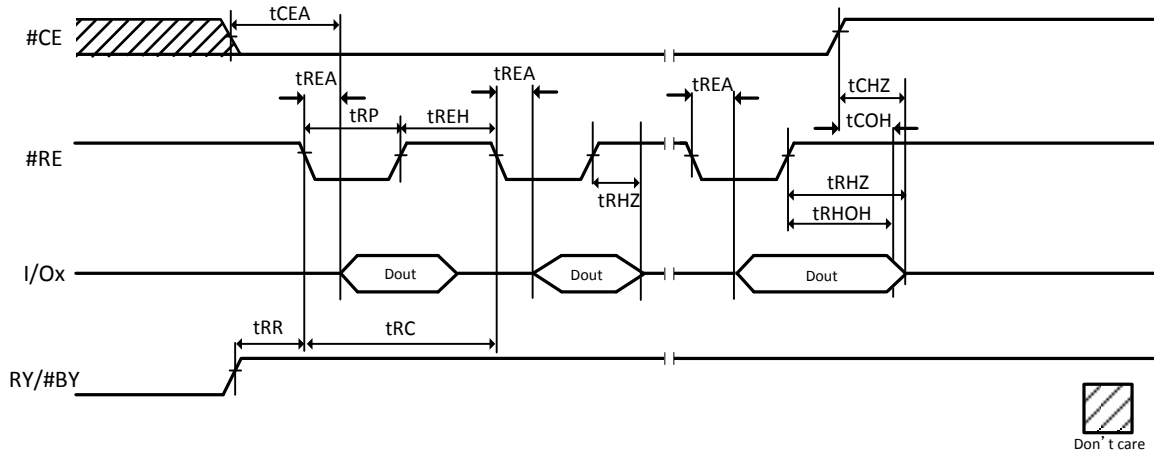 tCEA
#CE
tREA
tREA
tREA
tCHZ
tRP
tREH
tCOH
#RE
tRHZ
tRHZ
tRHOH
I/Ox
Dout
Dout
Dout
tRR
tRC
RY/#BY
Don’t care